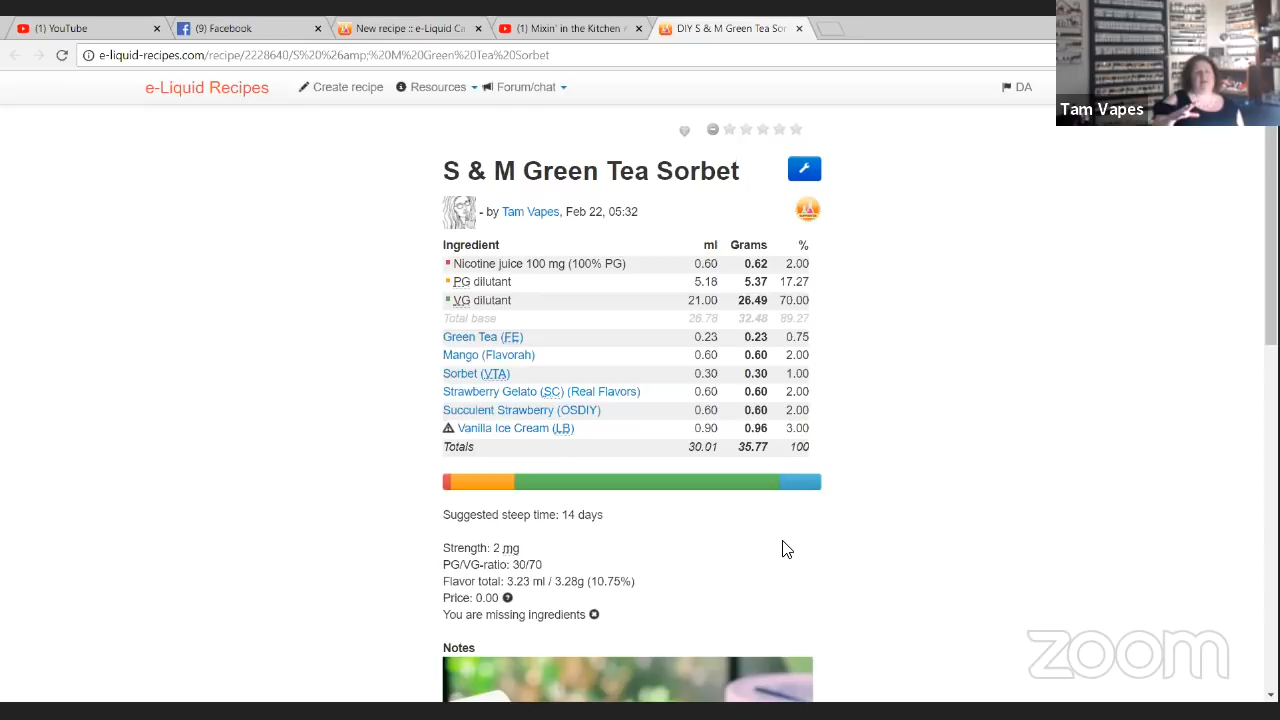 (1) YouTube
(9) Facebook
New recipe
(1) Mixin' in the Kitchen
DIY S & M Green Tea Sor
e-liquid-recipes.com/recipe/2228640/S%20%26amp%3B%20M%20Green%20Tea%20Sorbet
e-Liquid Recipes
Create recipe
Resources
Forum/chat
DA
Tam Vapes
S & M Green Tea Sorbet
- by Tam Vapes, Feb 22, 05:32
Ingredient ml Grams %
Nicotine juice 100 mg (100% PG) 0.60 0.62 2.00
PG dilutant 5.18 5.37 17.27
VG dilutant 21.00 26.49 70.00
Total base 26.78 32.48 89.27
Green Tea (FE) 0.23 0.23 0.75
Mango (Flavorah) 0.60 0.60 2.00
Sorbet (VTA) 0.30 0.30 1.00
Strawberry Gelato (SC) (Real Flavors) 0.60 0.60 2.00
Succulent Strawberry (OSDIY) 0.60 0.60 2.00
Vanilla Ice Cream (LB) 0.90 0.96 3.00
Totals 30.01 35.77 100
Suggested steep time: 14 days
Strength: 2 mg
PG/VG-ratio: 30/70
Flavor total: 3.23 ml / 3.28g (10.75%)
Price: 0.00
You are missing ingredients
Notes
zoom